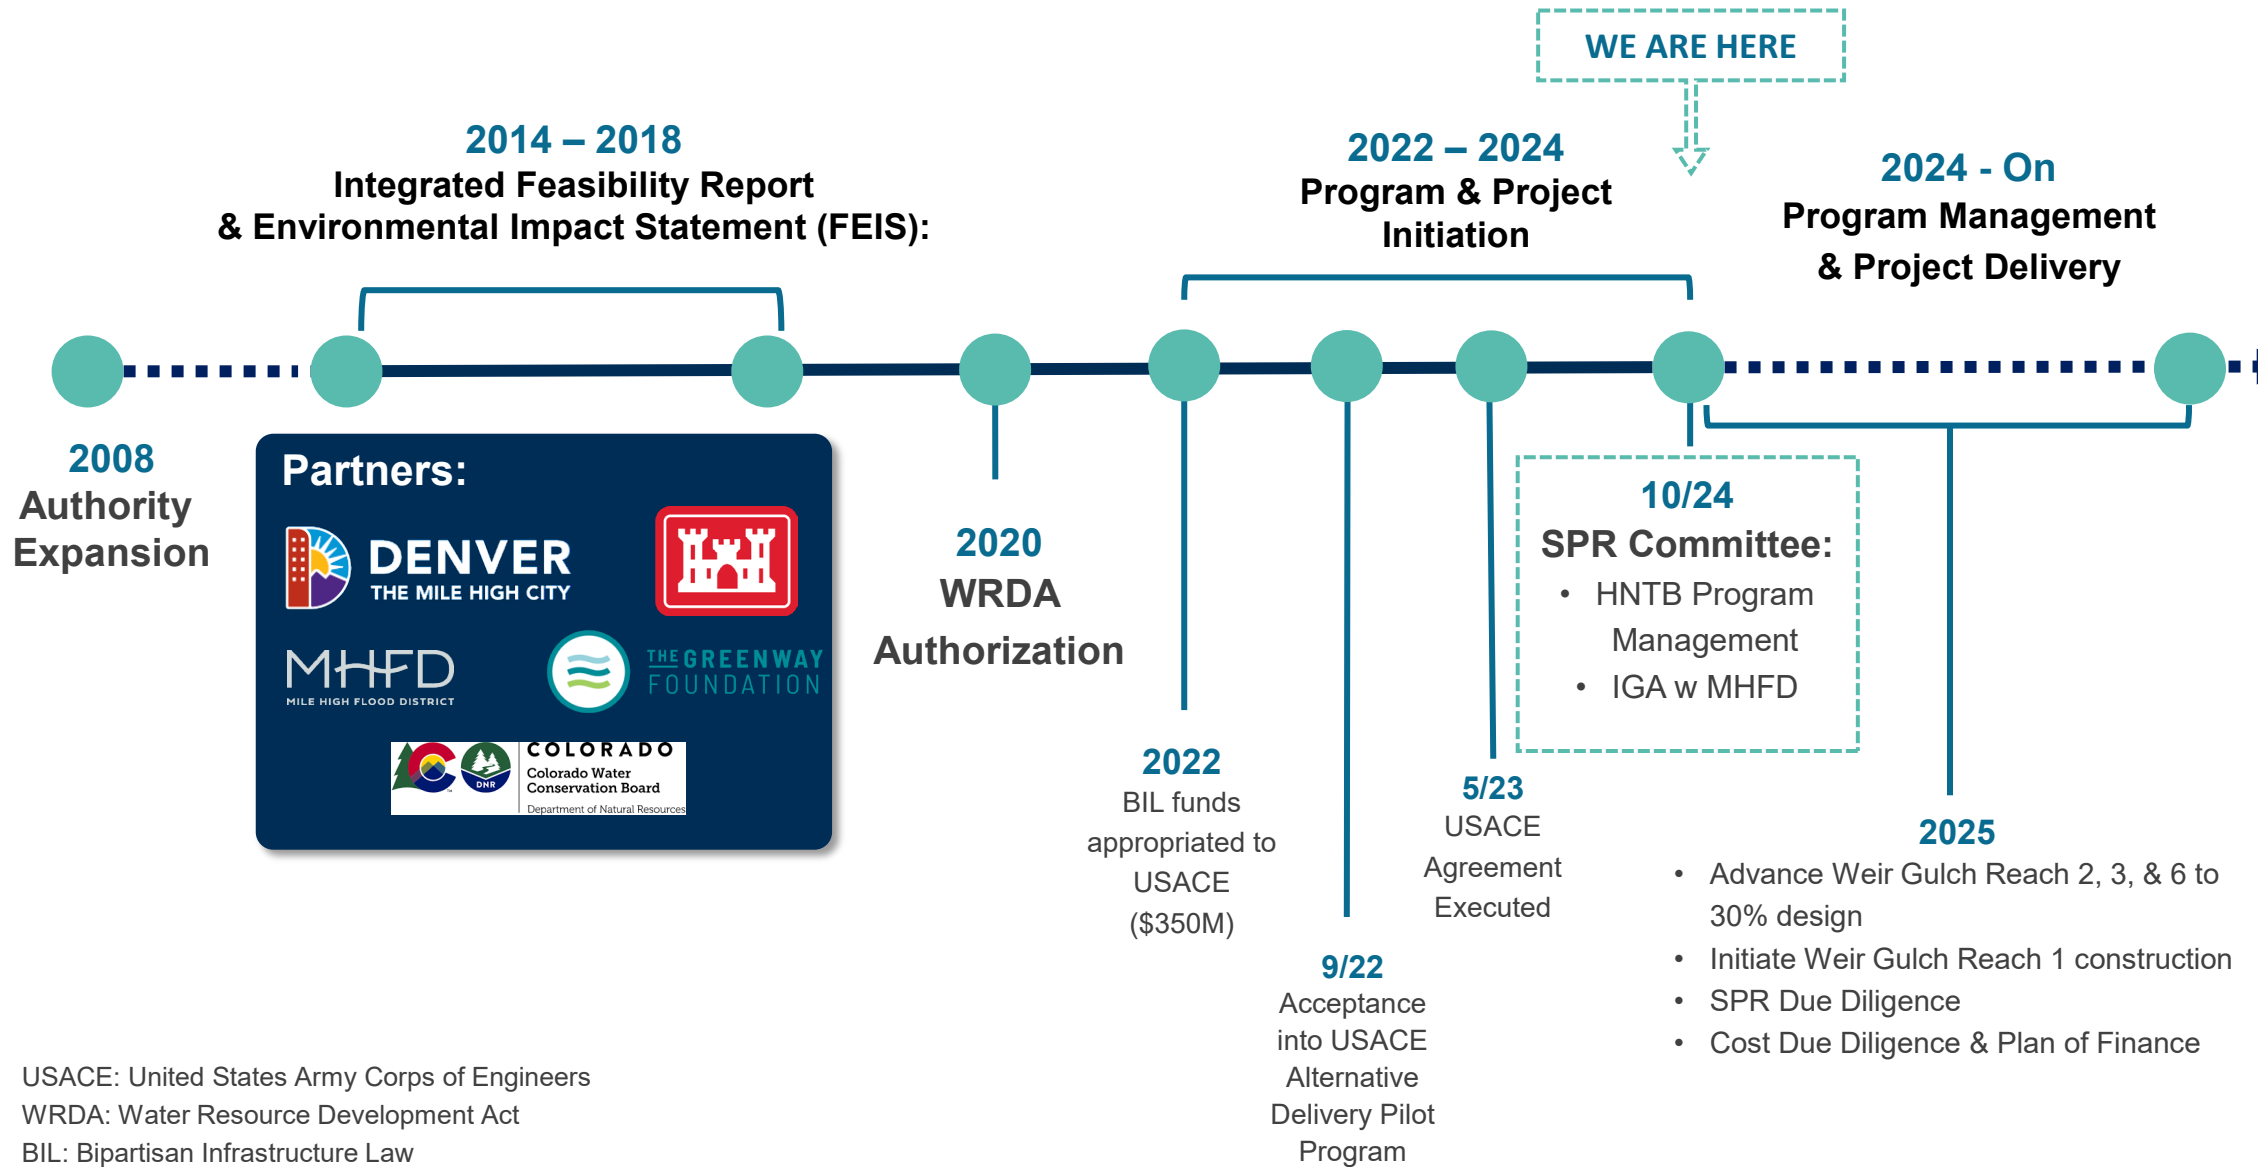 WE ARE HERE
2014 – 2018
Integrated Feasibility Report
& Environmental Impact Statement (FEIS):
2022 – 2024
Program & Project
Initiation
2024 - On
Program Management
& Project Delivery
2008
Authority
Expansion
Partners:
DENVER
THE MILE HIGH CITY
MHFD
MILE HIGH FLOOD DISTRICT
THE GREENWAY
FOUNDATION
DNR
COLORADO
Colorado Water
Conservation Board
Department of Natural Resources
2020
WRDA
Authorization
2022
BIL funds
appropriated to
USACE
($350M)
9/22
Acceptance
into USACE
Alternative
Delivery Pilot
Program
5/23
USACE
Agreement
Executed
10/24
SPR Committee:
• HNTB Program
Management
• IGA w MHFD
2025
• Advance Weir Gulch Reach 2, 3, & 6 to
30% design
• Initiate Weir Gulch Reach 1 construction
• SPR Due Diligence
• Cost Due Diligence & Plan of Finance
USACE: United States Army Corps of Engineers
WRDA: Water Resource Development Act
BIL: Bipartisan Infrastructure Law